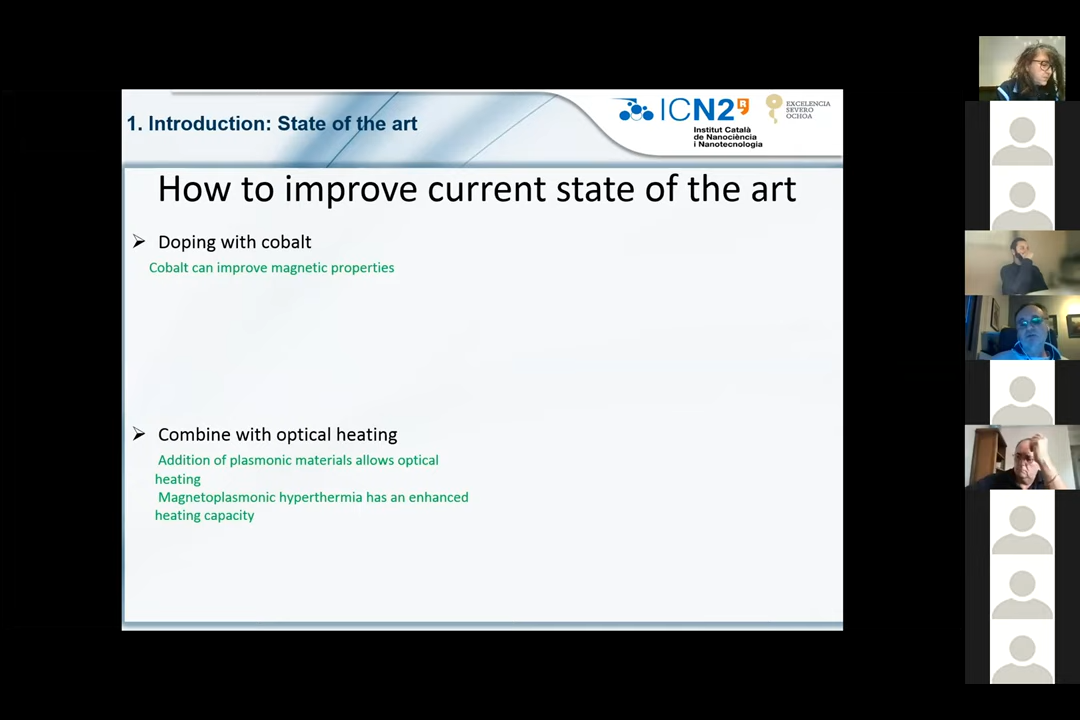 1. Introduction: State of the art
ICN2
R
Institut Català
de Nanociència
i Nanotecnologia
EXCELENCIA
SEVERO
OCHOA
How to improve current state of the art
Doping with cobalt
Cobalt can improve magnetic properties
Combine with optical heating
Addition of plasmonic materials allows optical
heating
Magnetoplasmonic hyperthermia has an enhanced
heating capacity